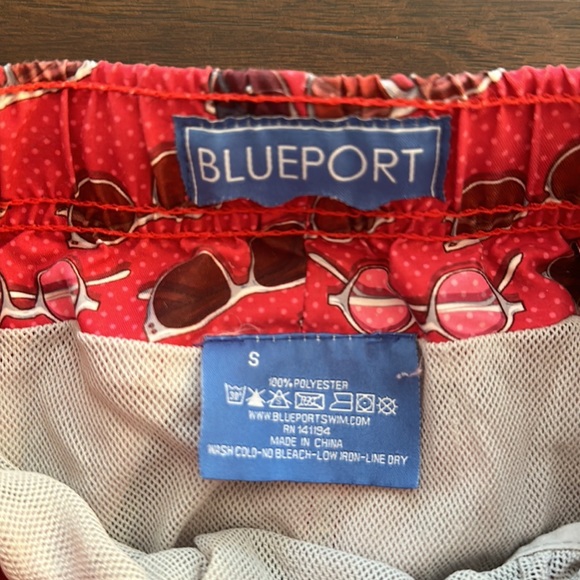 BLUEPORT
S
100% POLYESTER
WWW.BLUEPORTSWIM.COM
RN 141194
MADE IN CHINA
WASH COLD-NO BLEACH-LOW IRON-LINE DRY